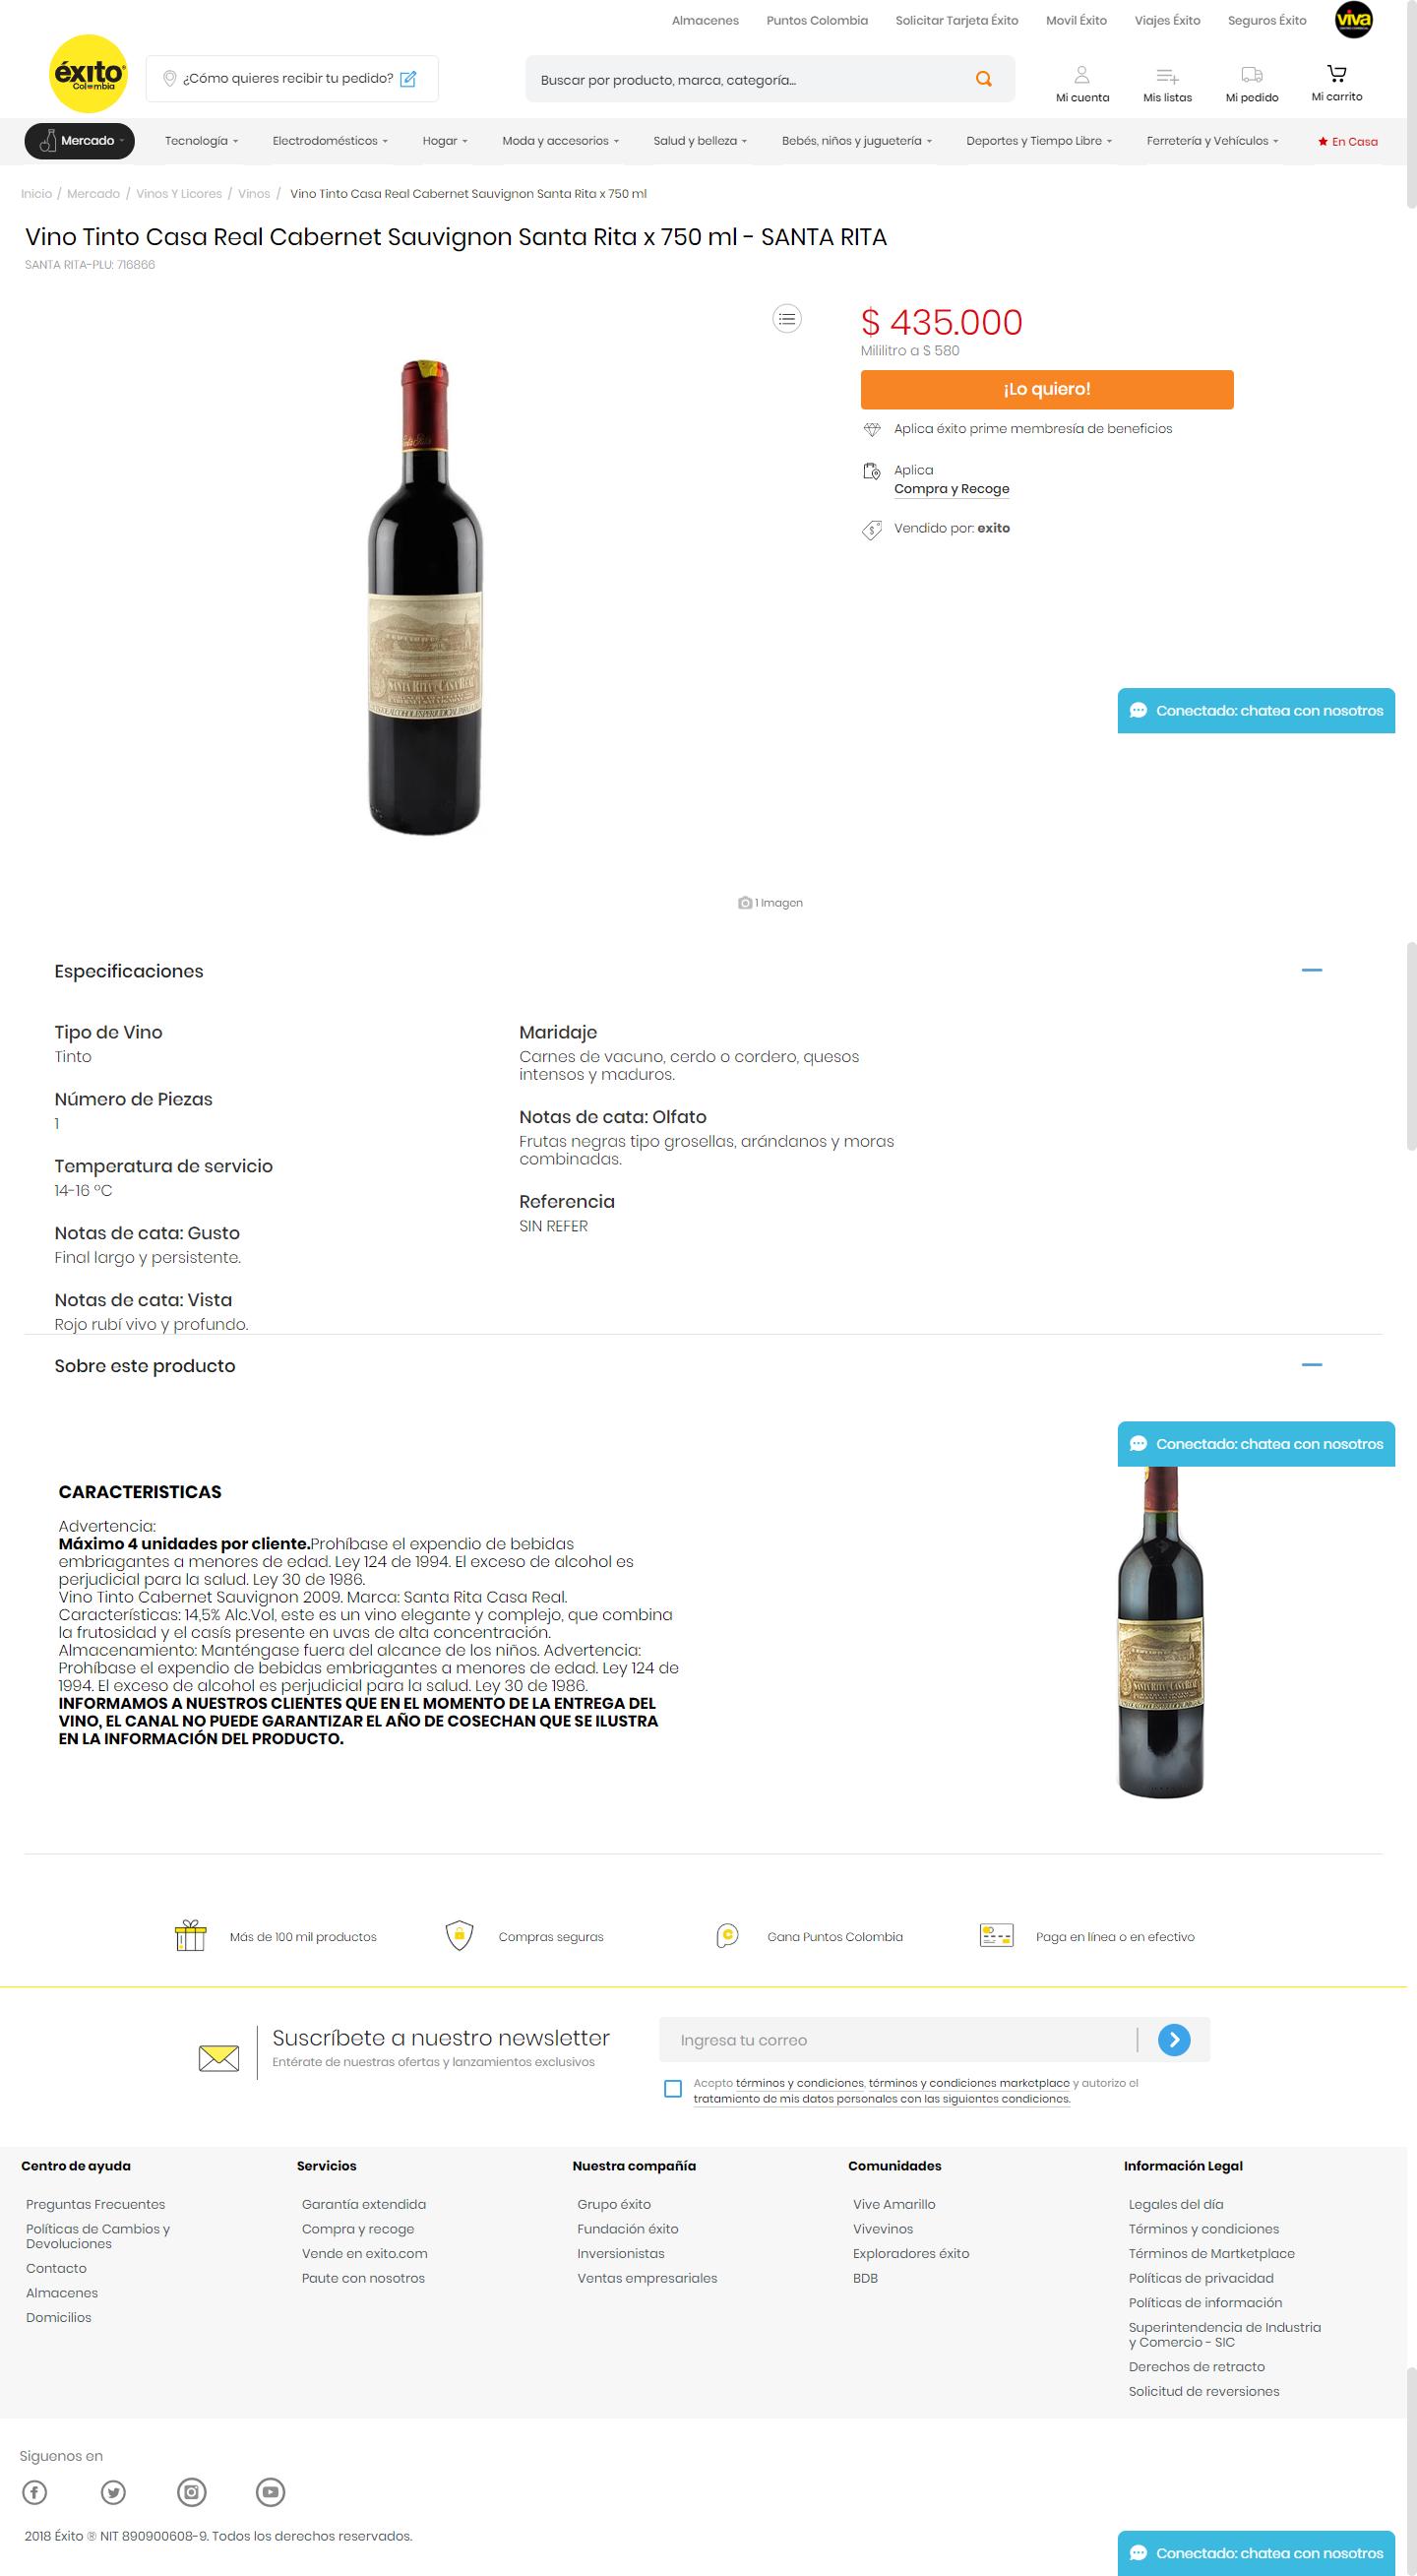 Almacenes Puntos Colombia Solicitar Tarjeta Éxito Movil Éxito Viajes Éxito Seguros Éxito viva
éxito
Colombia
¿Cómo quieres recibir tu pedido?
Buscar por producto, marca, categoría...
Mi cuenta Mis listas Mi pedido Mi carrito
Mercado Tecnología Electrodomésticos Hogar Moda y accesorios Salud y belleza Bebés, niños y juguetería Deportes y Tiempo Libre Ferretería y Vehículos En Casa
Inicio / Mercado / Vinos Y Licores / Vinos / Vino Tinto Casa Real Cabernet Sauvignon Santa Rita x 750 ml
Vino Tinto Casa Real Cabernet Sauvignon Santa Rita x 750 ml - SANTA RITA
SANTA RITA-PLU: 716866
$ 435.000
Mililitro a $ 580
¡Lo quiero!
Aplica éxito prime membresía de beneficios
Aplica
Compra y Recoge
Vendido por: exito
SANTA RITA CASA REAL
Conectado: chatea con nosotros
1 Imagen
Especificaciones
Tipo de Vino
Tinto
Número de Piezas
1
Temperatura de servicio
14-16 °C
Notas de cata: Gusto
Final largo y persistente.
Notas de cata: Vista
Rojo rubí vivo y profundo.
Maridaje
Carnes de vacuno, cerdo o cordero, quesos
intensos y maduros.
Notas de cata: Olfato
Frutas negras tipo grosellas, arándanos y moras
combinadas.
Referencia
SIN REFER
Sobre este producto
Conectado: chatea con nosotros
CARACTERISTICAS
Advertencia:
Máximo 4 unidades por cliente.Prohíbase el expendio de bebidas
embriagantes a menores de edad. Ley 124 de 1994. El exceso de alcohol es
perjudicial para la salud. Ley 30 de 1986.
Vino Tinto Cabernet Sauvignon 2009. Marca: Santa Rita Casa Real.
Características: 14,5% Alc.Vol, este es un vino elegante y complejo, que combina
la frutosidad y el casís presente en uvas de alta concentración.
Almacenamiento: Manténgase fuera del alcance de los niños. Advertencia:
Prohíbase el expendio de bebidas embriagantes a menores de edad. Ley 124 de
1994. El exceso de alcohol es perjudicial para la salud. Ley 30 de 1986.
INFORMAMOS A NUESTROS CLIENTES QUE EN EL MOMENTO DE LA ENTREGA DEL
VINO, EL CANAL NO PUEDE GARANTIZAR EL AÑO DE COSECHAN QUE SE ILUSTRA
EN LA INFORMACIÓN DEL PRODUCTO.
SANTA RITA CASA REAL
Más de 100 mil productos Compras seguras Gana Puntos Colombia Paga en línea o en efectivo
Suscríbete a nuestro newsletter
Entérate de nuestras ofertas y lanzamientos exclusivos
Ingresa tu correo
Acepto términos y condiciones, términos y condiciones marketplace y autorizo el
tratamiento de mis datos personales con las siguientes condiciones.
Centro de ayuda
Preguntas Frecuentes
Políticas de Cambios y
Devoluciones
Contacto
Almacenes
Domicilios
Servicios
Garantía extendida
Compra y recoge
Vende en exito.com
Paute con nosotros
Nuestra compañía
Grupo éxito
Fundación éxito
Inversionistas
Ventas empresariales
Comunidades
Vive Amarillo
Vivevinos
Exploradores éxito
BDB
Información Legal
Legales del día
Términos y condiciones
Términos de Martketplace
Políticas de privacidad
Políticas de información
Superintendencia de Industria
y Comercio - SIC
Derechos de retracto
Solicitud de reversiones
Siguenos en
2018 Éxito ® NIT 890900608-9. Todos los derechos reservados.
Conectado: chatea con nosotros